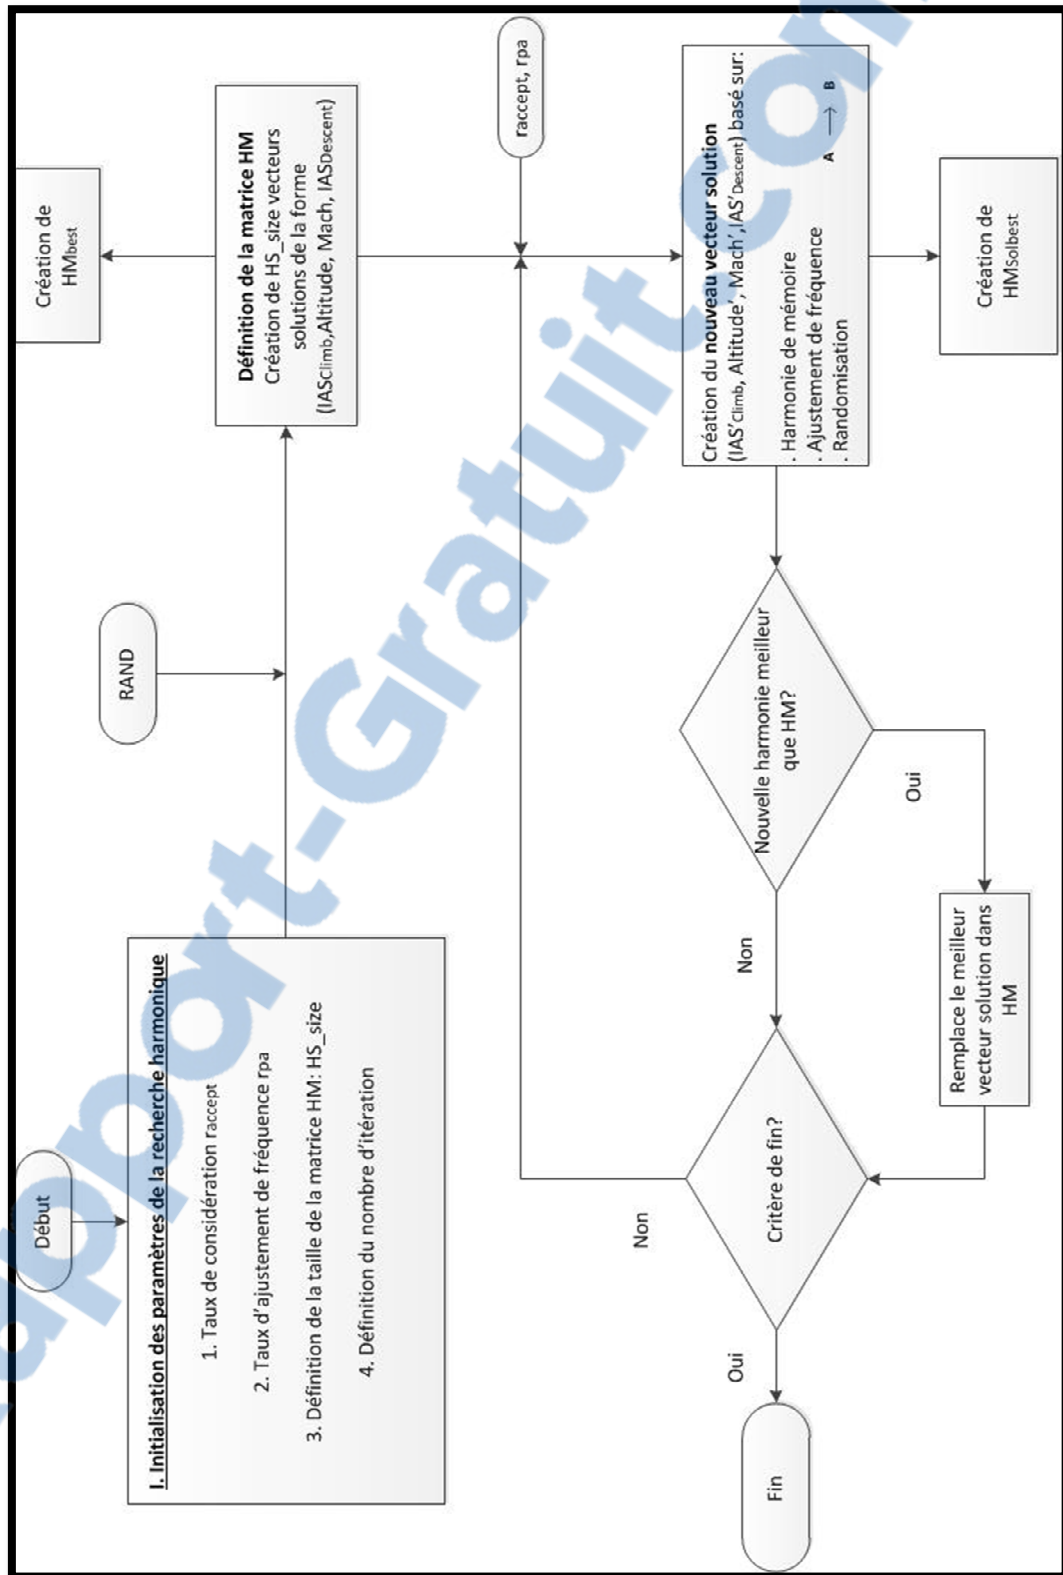 Début
I. Initialisation des paramètres de la recherche harmonique
1. Taux de considération raccept
2. Taux d'ajustement de fréquence rpa
3. Définition de la taille de la matrice HM: HS_size
4. Définition du nombre d'itération
RAND
Création de
HMbest
Définition de la matrice HM
Création de HS_size vecteurs
solutions de la forme
(IASClimb,Altitude, Mach, IASDescent)
raccept, rpa
Création du nouveau vecteur solution
(IAS'Climb, Altitude', Mach',IAS'Descent) basé sur:
. Harmonie de mémoire
. Ajustement de fréquence
. Randomisation
A → B
Création de
HMSolbest
Nouvelle harmonie meilleur
que HM?
Oui
Non
Remplace le meilleur
vecteur solution dans
HM
Critère de fin?
Non
Oui
Fin
apport-Gratuit.com